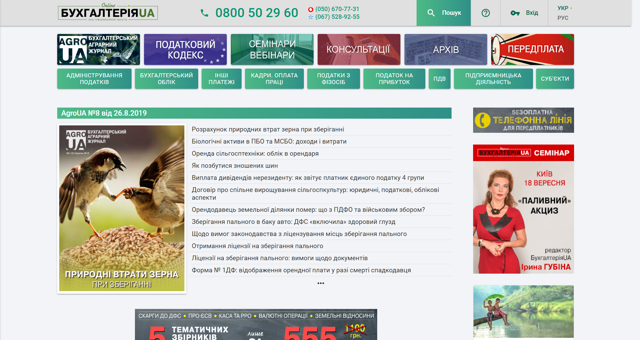 Online
БУХГАЛТЕРІЯUA
0800 50 29 60
(050) 670-77-31
(067) 528-92-55
Пошук
Вхід
УКР
РУС
AGRO UA
БУХГАЛТЕРСЬКИЙ
АГРАРНИЙ
ЖУРНАЛ
ПОДАТКОВИЙ
КОДЕКС
СЕМІНАРИ
ВЕБІНАРИ
КОНСУЛЬТАЦІЇ
АРХІВ
ПЕРЕДПЛАТА
АДМІНІСТРУВАННЯ
ПОДАТКІВ
БУХГАЛТЕРСЬКИЙ
ОБЛІК
ІНШІ
ПЛАТЕЖІ
КАДРИ. ОПЛАТА
ПРАЦІ
ПОДАТКИ З
ФІЗОСІБ
ПОДАТОК НА
ПРИБУТОК
ПДВ
ПІДПРИЄМНИЦЬКА
ДІЯЛЬНІСТЬ
СУБ'ЄКТИ
AgroUA №8 від 26.8.2019
AGRO UA
БУХГАЛТЕРСЬКИЙ
АГРАРНИЙ
ЖУРНАЛ
ПРИРОДНІ ВТРАТИ ЗЕРНА
ПРИ ЗБЕРІГАННІ
Розрахунок природних втрат зерна при зберіганні
Біологічні активи в ПБО та МСБО: доходи і витрати
Оренда сільгосптехніки: облік в орендаря
Як позбутися зношених шин
Виплата дивідендів нерезиденту: як звітує платник єдиного податку 4 групи
Договір про спільне вирощування сільгоспкультур: юридичні, податкові, облікові
аспекти
Орендодавець земельної ділянки помер: що з ПДФО та військовим збором?
Зберігання пального в баку авто: ДФС «включила» здоровий глузд
Щодо вимог законодавства з ліцензування місць зберігання пального
Отримання ліцензії на зберігання пального
Ліцензії на зберігання пального: вимоги щодо документів
Форма № 1ДФ: відображення орендної плати у разі смерті спадкодавця
...
БЕЗОПЛАТНА
ТЕЛЕФОННА ЛІНІЯ
ДЛЯ ПЕРЕДПЛАТНИКІВ
БУХГАЛТЕРІЯUA СЕМІНАР
КИЇВ
18 ВЕРЕСНЯ
«ПАЛИВНИЙ»
АКЦИЗ
редактор
БухгалтеріяUA
Ірина ГУБІНА
СКАРГИ ДО ДФС • ПРО ЄСВ • КАСА ТА РРО • ВАЛЮТНІ ОПЕРАЦІЇ • ЗЕМЕЛЬНІ ВІДНОСИНИ
5 ТЕМАТИЧНИХ
ЗБІРНИКІВ
лише
555
1100
грн.